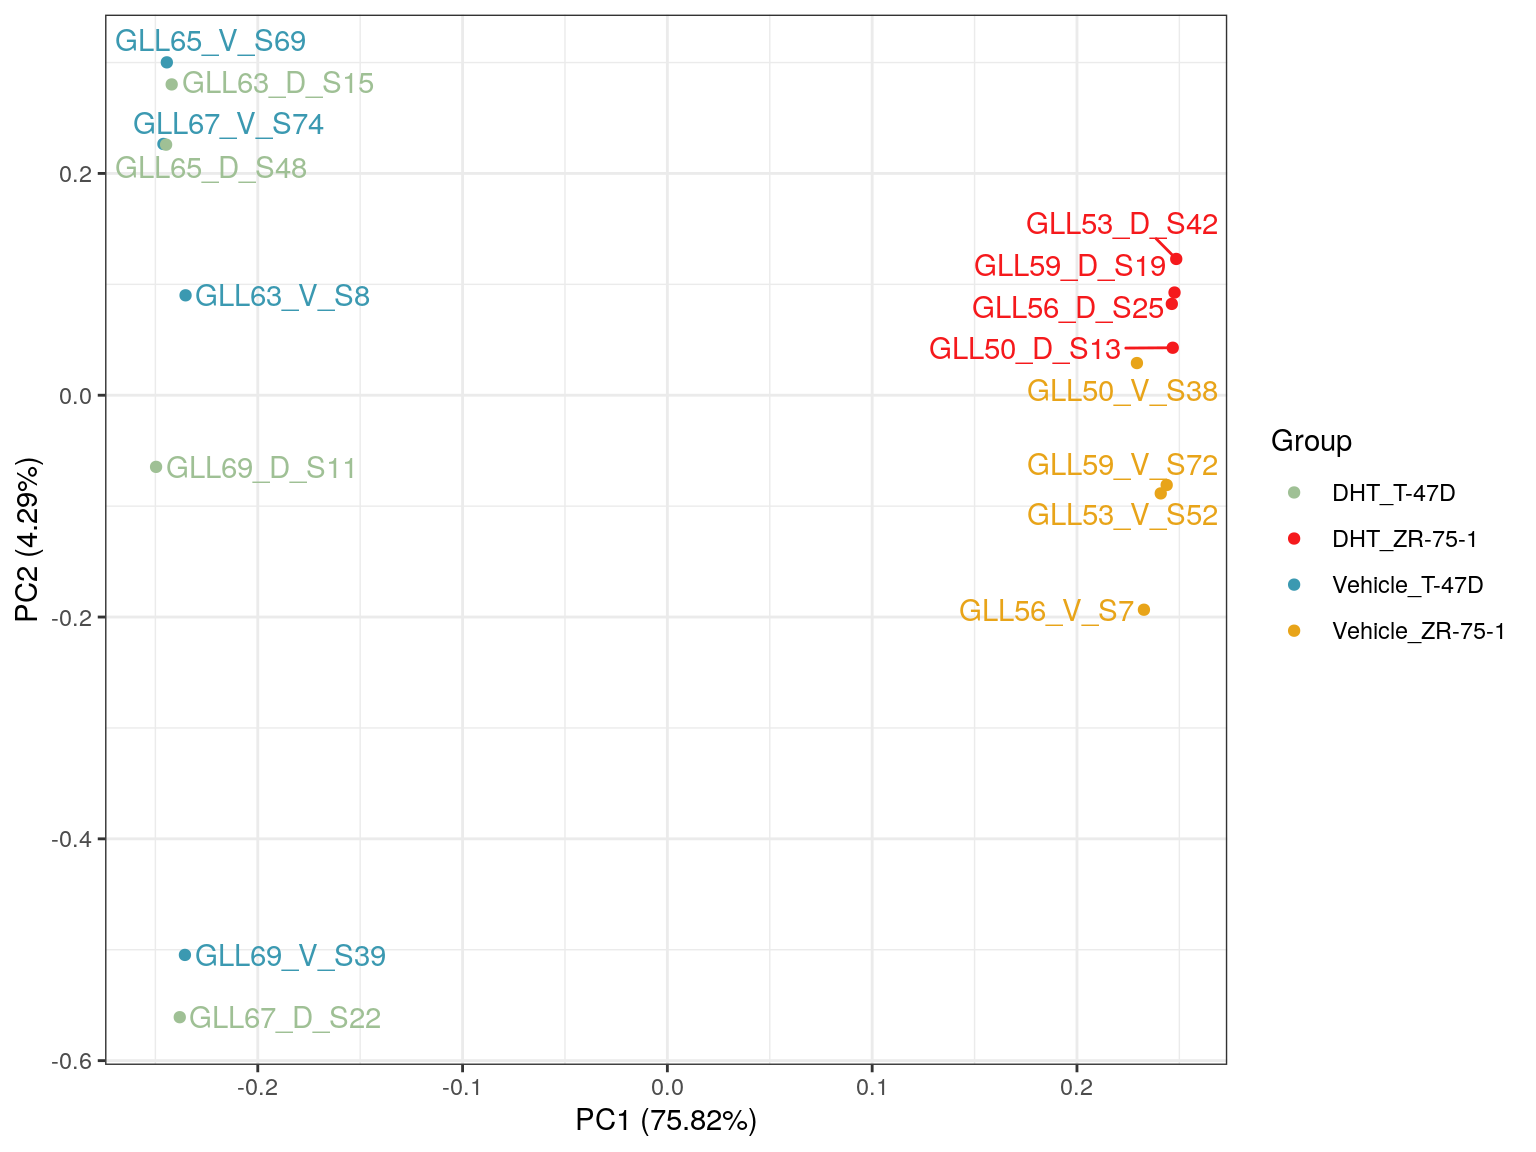 GLL65_V_S69
GLL63_D_S15
GLL67_V_S74
GLL65_D_S48
GLL53_D_S42
GLL59_D_S19
GLL63_V_S8
GLL56_D_S25
GLL50_D_S13
GLL50_V_S38
GLL69_D_S11
GLL59_V_S72
GLL53_V_S52
GLL56_V_S7
GLL69_V_S39
GLL67_D_S22
0.2
0.0
-0.2
-0.4
-0.6
PC2 (4.29%)
-0.2
-0.1
0.0
0.1
0.2
PC1 (75.82%)
Group
DHT_T-47D
DHT_ZR-75-1
Vehicle_T-47D
Vehicle_ZR-75-1